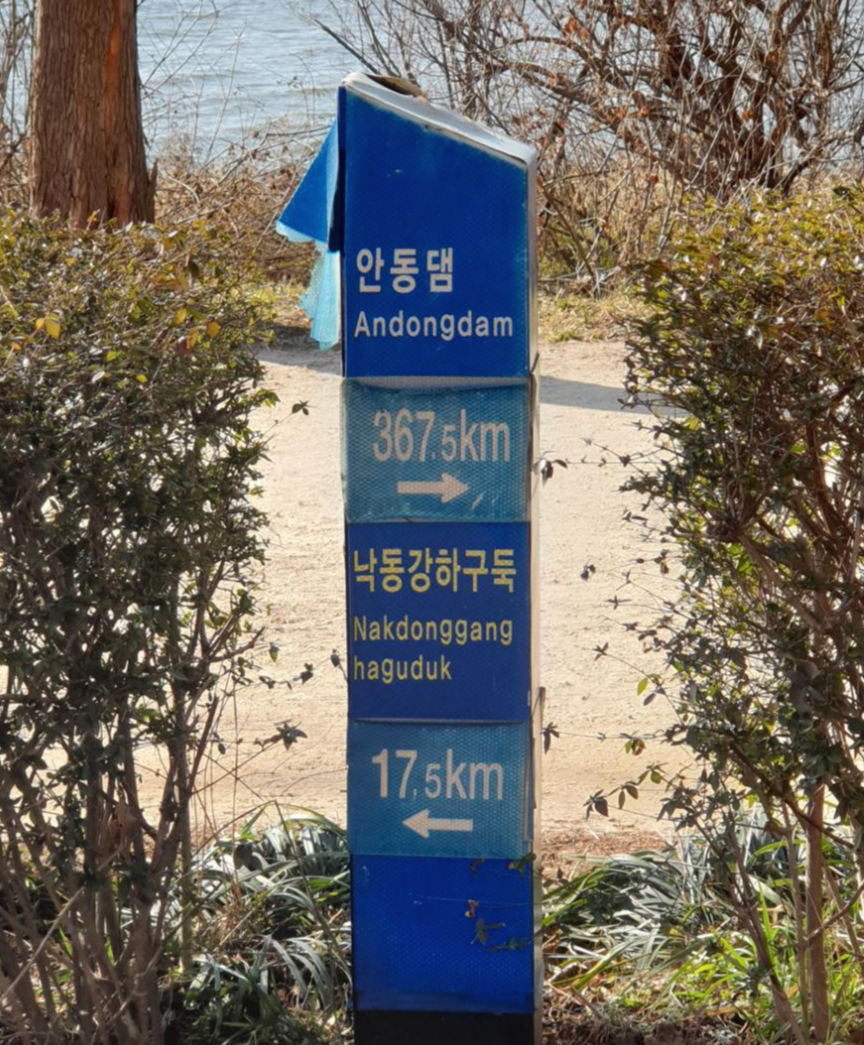 안동댐
Andongdam
367.5km
→
낙동강하구둑
Nakdonggang
haguduk
17.5km
←